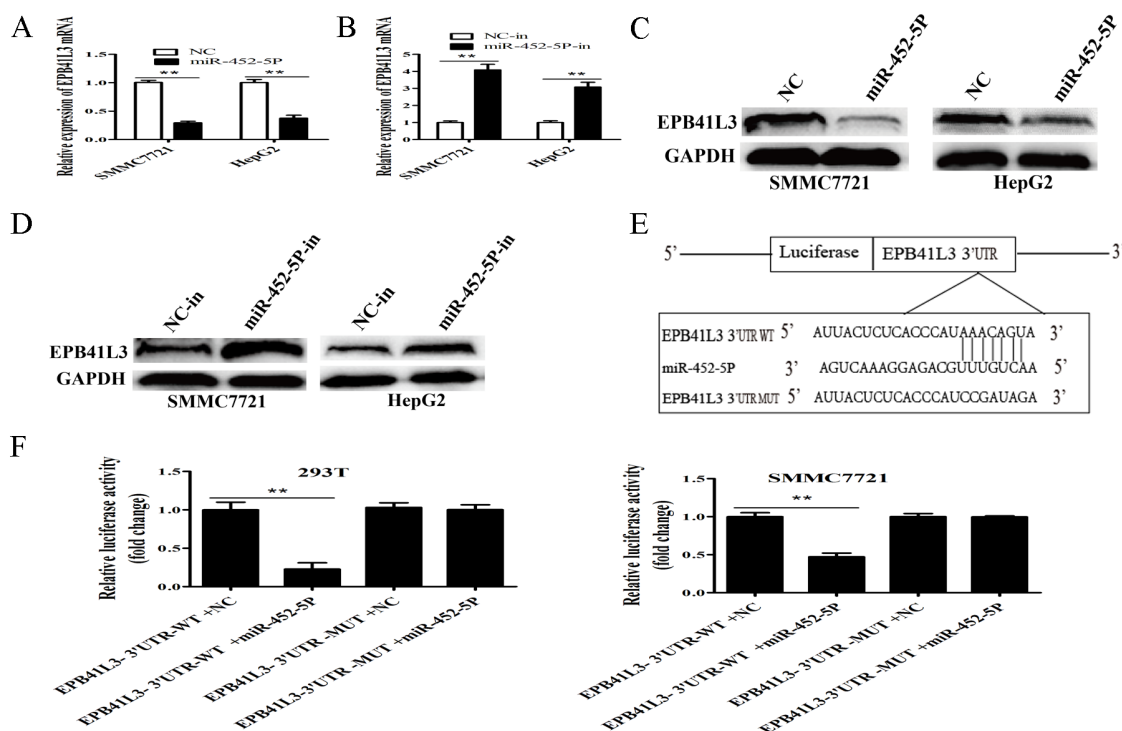 A
Relative expression of EPB41L3 mRNA
NC
miR-452-5P
1.5
1.0
0.5
0.0
**
**
SMMC7721
HepG2
B
Relative expression of EPB41L3 mRNA
NC-in
miR-452-5P-in
5
4
3
2
1
0
**
**
SMMC7721
HepG2
C
NC
miR-452-5P
NC
miR-452-5P
EPB41L3
GAPDH
SMMC7721
HepG2
D
NC-in
miR-452-5P-in
NC-in
miR-452-5P-in
EPB41L3
GAPDH
SMMC7721
HepG2
E
5’ Luciferase EPB41L3 3’UTR 3’
EPB41L3 3’UTR WT 5’ AUUACUCUCACCCAUAAACAGUA 3’
miR-452-5P 3’ AGUCAAAGGAGACGUUUGUCAA 5’
EPB41L3 3’UTR MUT 5’ AUUACUCUCACCCAUCCGAUAGA 3’
F
Relative luciferase activity
(fold change)
293T
1.5
1.0
0.5
0.0
**
EPB41L3- 3’UTR-WT +NC
EPB41L3- 3’UTR-WT +miR-452-5P
EPB41L3- 3’UTR -MUT +NC
EPB41L3-3’UTR -MUT +miR-452-5P
Relative luciferase activity
(fold change)
SMMC7721
1.5
1.0
0.5
0.0
**
EPB41L3- 3’UTR-WT +NC
EPB41L3- 3’UTR-WT +miR-452-5P
EPB41L3- 3’UTR -MUT +NC
EPB41L3-3’UTR -MUT +miR-452-5P